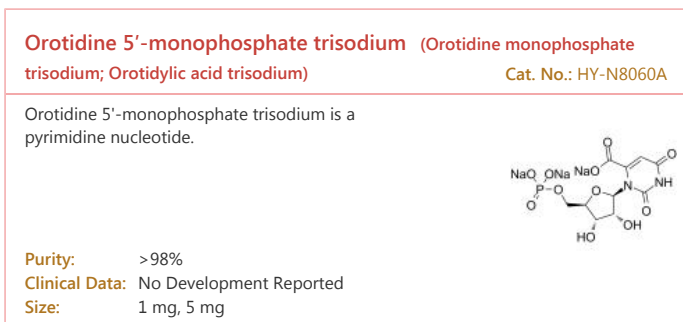 Orotidine 5′-monophosphate trisodium (Orotidine monophosphate
trisodium; Orotidylic acid trisodium) Cat. No.: HY-N8060A
Orotidine 5'-monophosphate trisodium is a
pyrimidine nucleotide.
O
O
NaO ONa NaO
P O O N NH
O
O
HO OH
Purity: >98%
Clinical Data: No Development Reported
Size: 1 mg, 5 mg